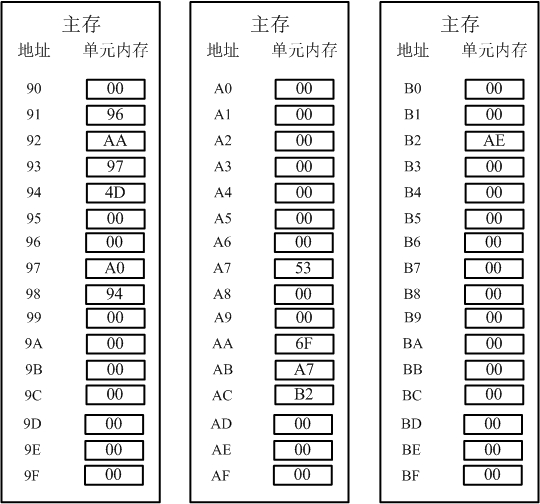 主存 主存 主存
地址 单元内存 地址 单元内存 地址 单元内存
90 00 A0 00 B0 00
91 96 A1 00 B1 00
92 AA A2 00 B2 AE
93 97 A3 00 B3 00
94 4D A4 00 B4 00
95 00 A5 00 B5 00
96 00 A6 00 B6 00
97 A0 A7 53 B7 00
98 94 A8 00 B8 00
99 00 A9 00 B9 00
9A 00 AA 6F BA 00
9B 00 AB A7 BB 00
9C 00 AC B2 BC 00
9D 00 AD 00 BD 00
9E 00 AE 00 BE 00
9F 00 AF 00 BF 00